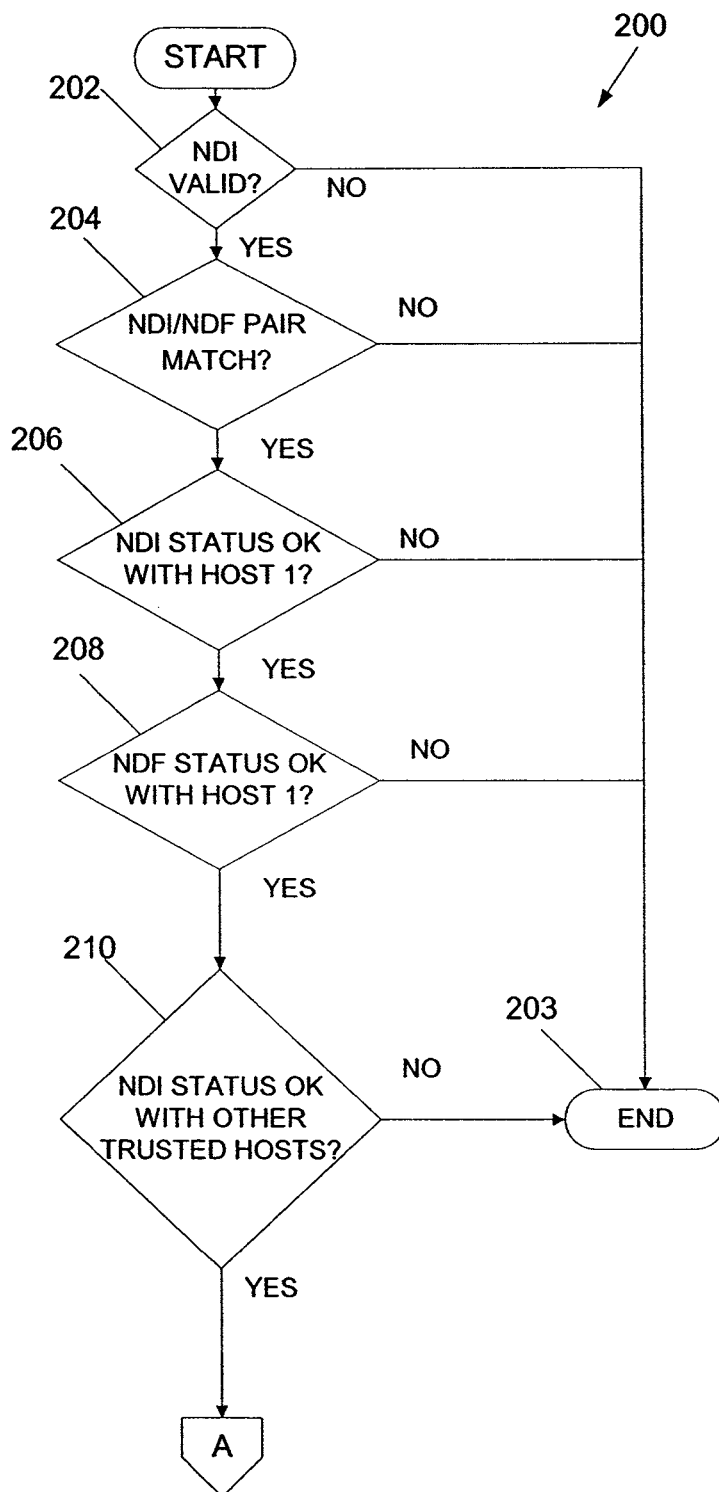 START
200
202
NDI
VALID?
NO
204
YES
NDI/NDF PAIR
MATCH?
NO
206
YES
NDI STATUS OK
WITH HOST 1?
NO
208
YES
NDF STATUS OK
WITH HOST 1?
NO
YES
210
203
NDI STATUS OK
WITH OTHER
TRUSTED HOSTS?
NO
END
YES
A